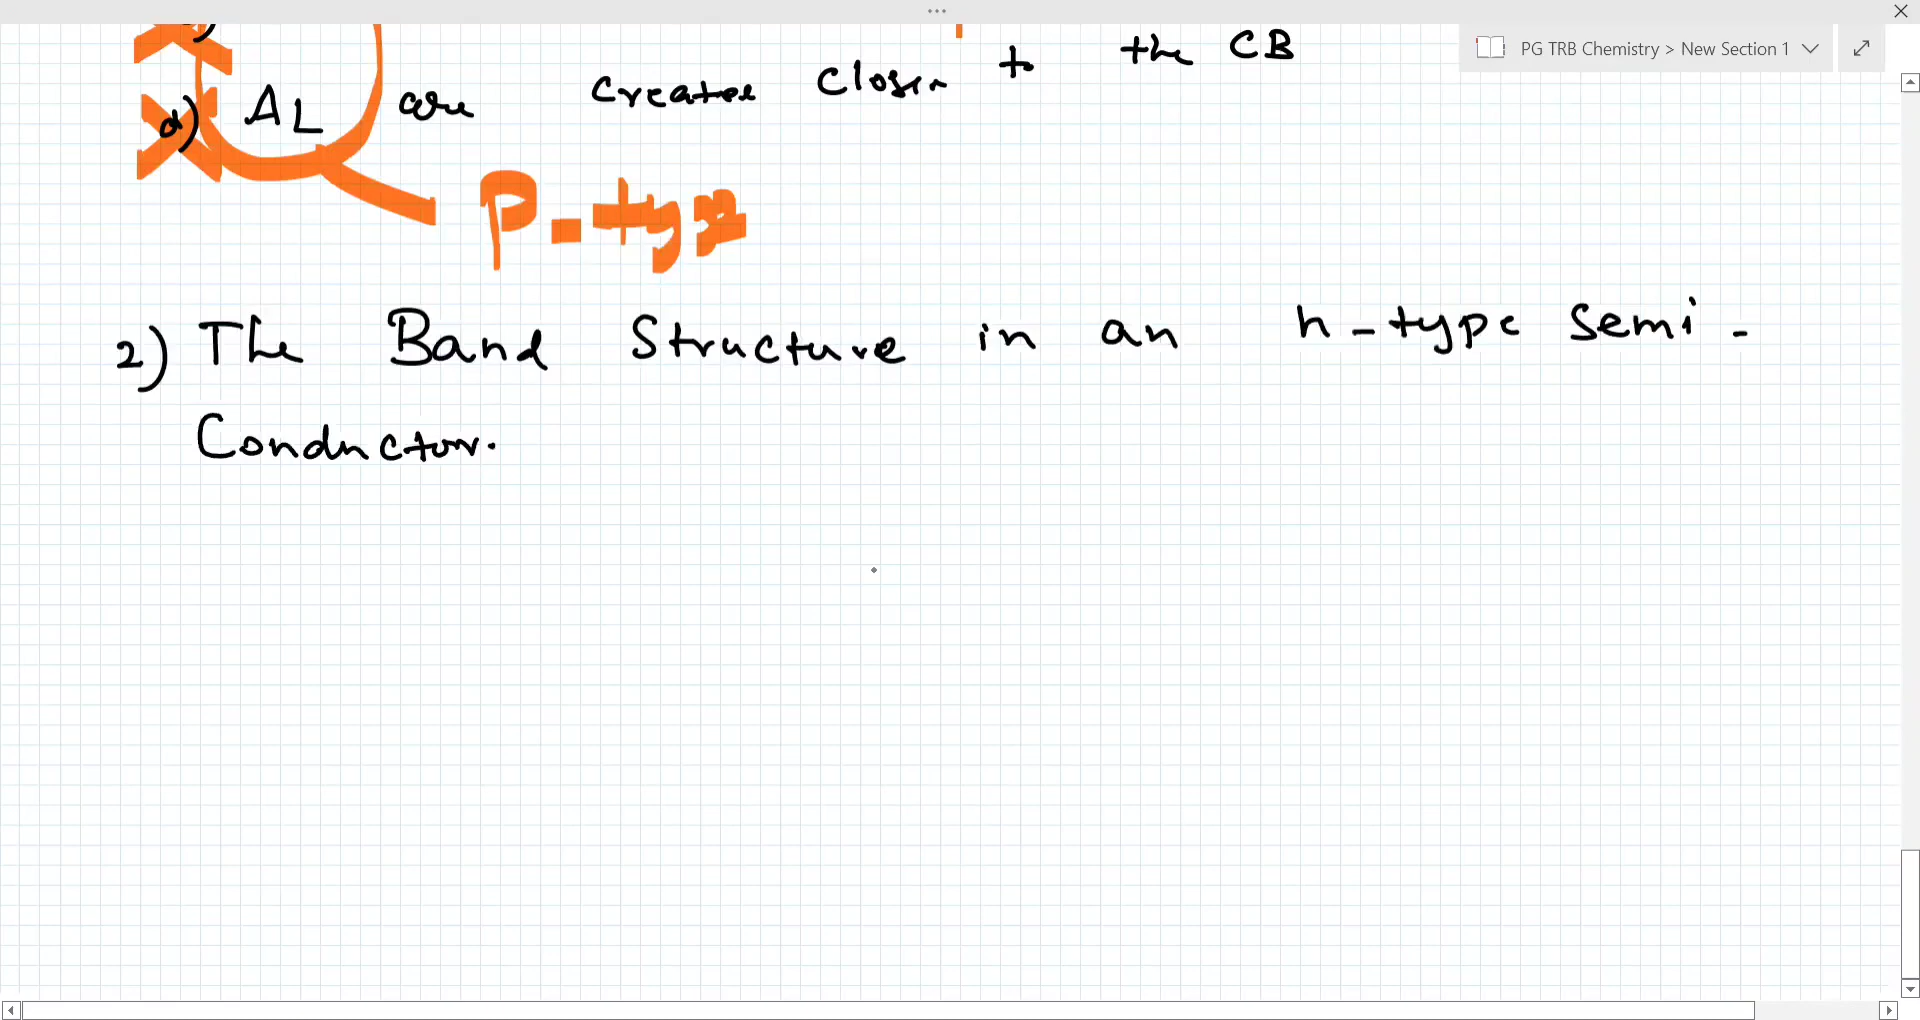 to the CB
PG TRB Chemistry > New Section 1
d) AL are created closer
P-type
2) The Band Structure in an n-type semi-
Conductor.